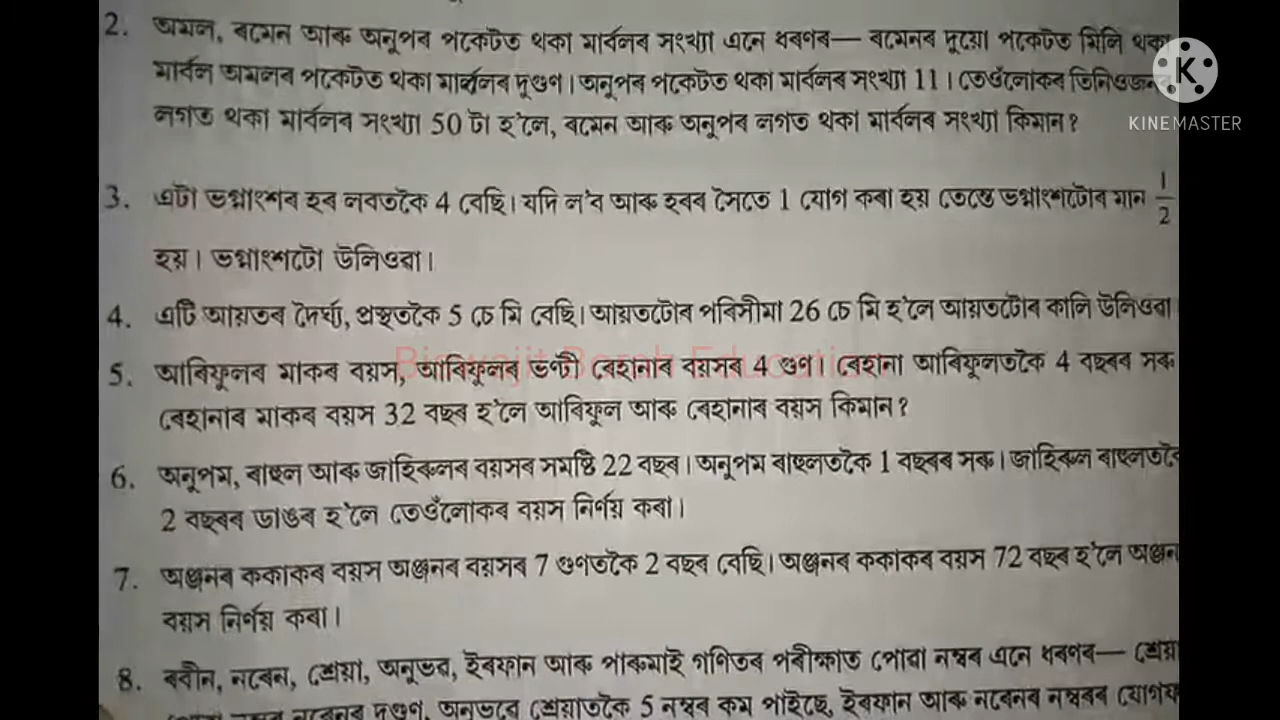 2. অমল, ৰমেন আৰু অনুপৰ পকেটত থকা মাৰ্বলৰ সংখ্যা এনে ধৰণৰ— ৰমেনৰ দুয়ো পকেটত মিলি থকা
মাৰ্বল অমলৰ পকেটত থকা মাৰ্বলৰ দুগুণ। অনুপৰ পকেটত থকা মাৰ্বলৰ সংখ্যা 11। তেওঁলোকৰ তিনিওজনৰ
লগত থকা মাৰ্বলৰ সংখ্যা 50 টা হ'লে, ৰমেন আৰু অনুপৰ লগত থকা মাৰ্বলৰ সংখ্যা কিমান?
K
KINEMASTER
3. এটা ভগ্নাংশৰ হৰ লবতকৈ 4 বেছি। যদি ল'ব আৰু হৰৰ সৈতে 1 যোগ কৰা হয় তেন্তে ভগ্নাংশটোৰ মান 1/2
হয়। ভগ্নাংশটো উলিওৱা।
4. এটি আয়তৰ দৈৰ্ঘ্য, প্ৰস্থতকৈ 5 চে মি বেছি। আয়তটোৰ পৰিসীমা 26 চে মি হ'লে আয়তটোৰ কালি উলিওৱা
Biswajit Borah Education
5. আৰিফুলৰ মাকৰ বয়স, আৰিফুলৰ ভণ্টী ৰেহানাৰ বয়সৰ 4 গুণ। ৰেহানা আৰিফুলতকৈ 4 বছৰৰ সৰু
ৰেহানাৰ মাকৰ বয়স 32 বছৰ হ'লে আৰিফুল আৰু ৰেহানাৰ বয়স কিমান?
6. অনুপম, ৰাহুল আৰু জাহিৰুলৰ বয়সৰ সমষ্টি 22 বছৰ। অনুপম ৰাহুলতকৈ 1 বছৰৰ সৰু। জাহিৰুল ৰাহুলতকৈ
2 বছৰৰ ডাঙৰ হ'লে তেওঁলোকৰ বয়স নিৰ্ণয় কৰা।
7. অঞ্জনৰ ককাকৰ বয়স অঞ্জনৰ বয়সৰ 7 গুণতকৈ 2 বছৰ বেছি। অঞ্জনৰ ককাকৰ বয়স 72 বছৰ হ'লে অঞ্জন
বয়স নিৰ্ণয় কৰা।
8. ৰবীন, নৰেন, শ্ৰেয়া, অনুভৱ, ইৰফান আৰু পাৰুমাই গণিতৰ পৰীক্ষাত পোৱা নম্বৰ এনে ধৰণৰ— শ্ৰেয়া
নম্বৰ নৰেনৰ দুগুণ, অনুভৱে শ্ৰেয়াতকৈ 5 নম্বৰ কম পাইছে, ইৰফান আৰু নৰেনৰ নম্বৰৰ